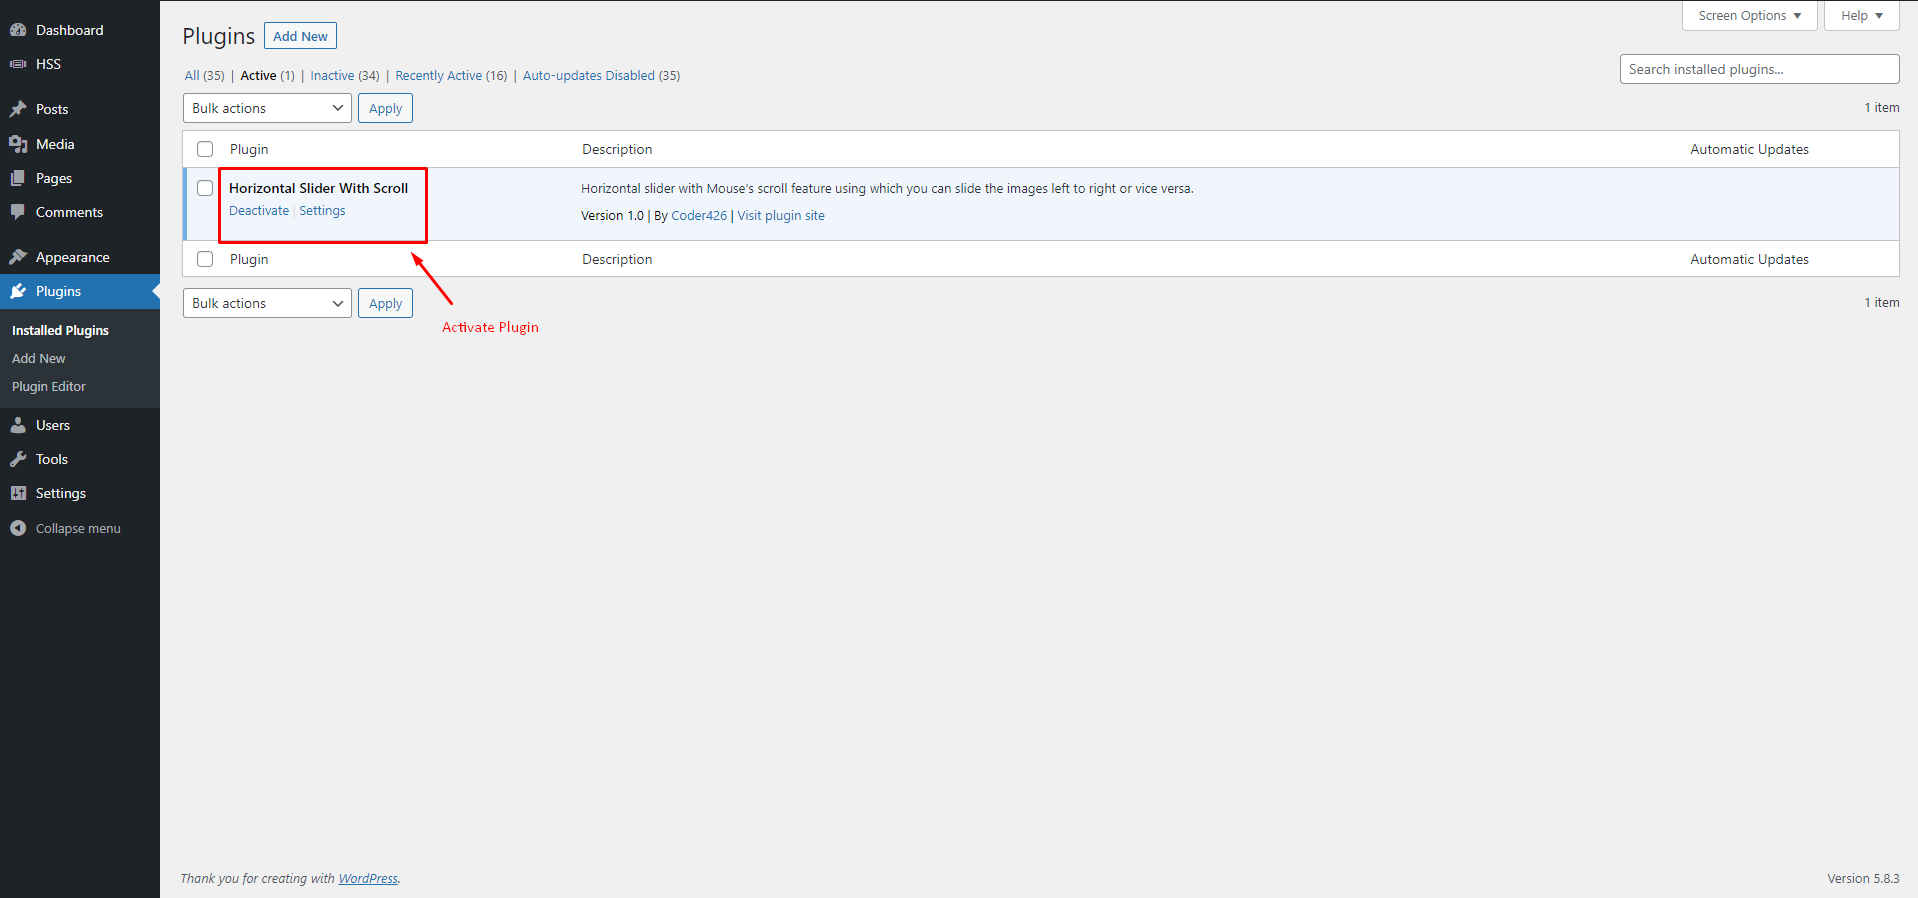 Screen Options
Help
Dashboard
HSS
Posts
Media
Pages
Comments
Appearance
Plugins
Installed Plugins
Add New
Plugin Editor
Users
Tools
Settings
Collapse menu
Plugins Add New
All (35) | Active (1) | Inactive (34) | Recently Active (16) | Auto-updates Disabled (35)
Search installed plugins...
Bulk actions Apply
1 item
Plugin Description Automatic Updates
Horizontal Slider With Scroll
Deactivate | Settings
Horizontal slider with Mouse's scroll feature using which you can slide the images left to right or vice versa.
Version 1.0 | By Coder426 | Visit plugin site
Plugin Description Automatic Updates
Bulk actions Apply
1 item
Activate Plugin
Thank you for creating with WordPress.
Version 5.8.3